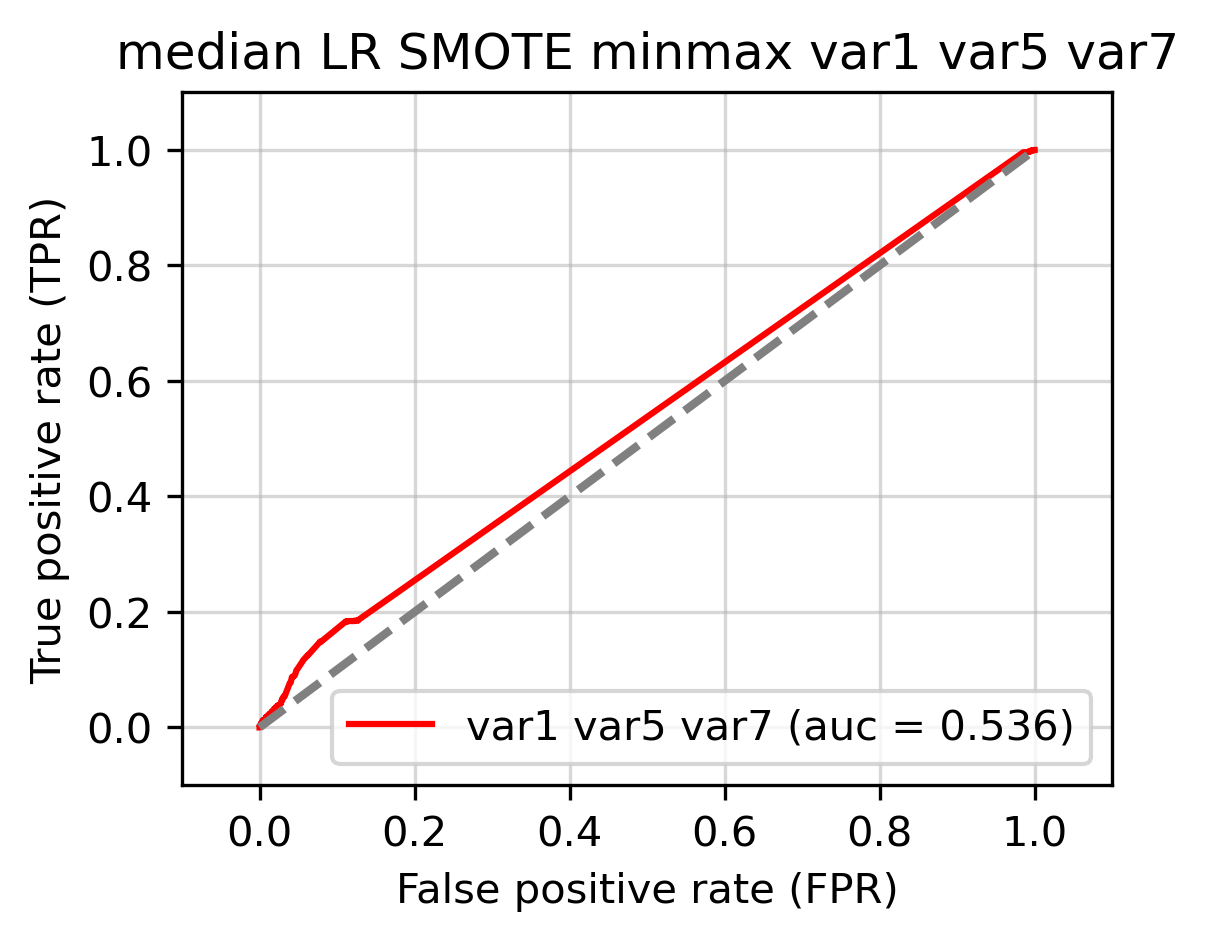 median LR SMOTE minmax var1 var5 var7
True positive rate (TPR)
1.0
0.8
0.6
0.4
0.2
0.0
var1 var5 var7 (auc = 0.536)
0.0 0.2 0.4 0.6 0.8 1.0
False positive rate (FPR)